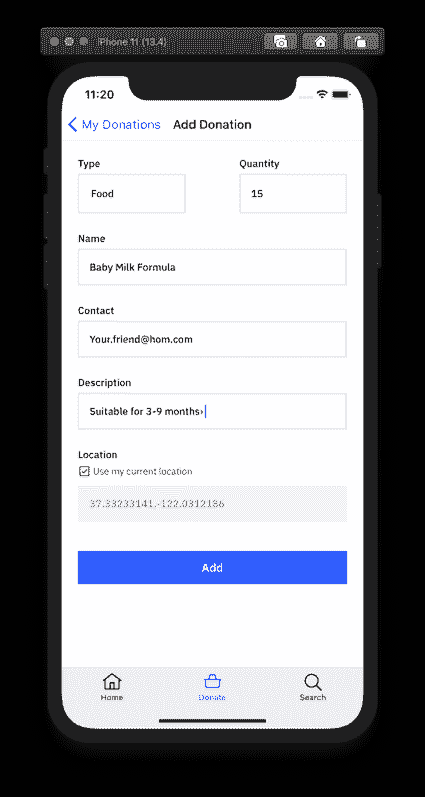 iPhone 11 (13.4)
11:20
My Donations Add Donation
Type Quantity
Food 15
Name
Baby Milk Formula
Contact
Your.friend@hom.com
Description
Suitable for 3-9 months
Location
Use my current location
37.33233141,-122.0312186
Add
Home Donate Search